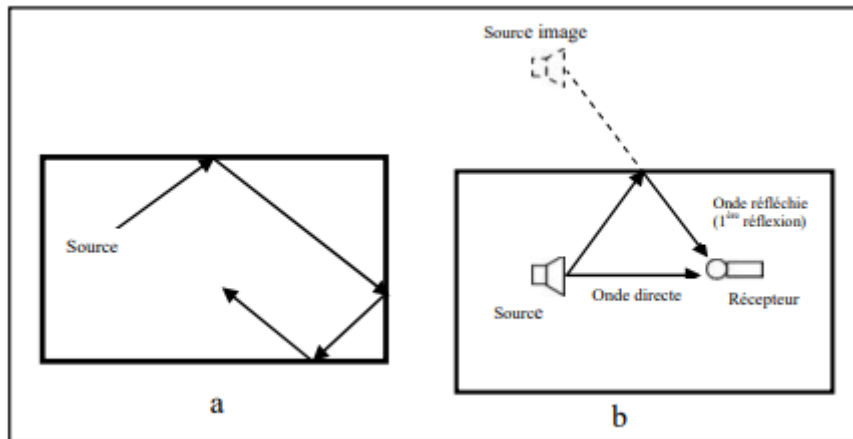 Source
a
Source image
Onde réfléchie
(1ère réflexion)
Onde directe
Source
Récepteur
b